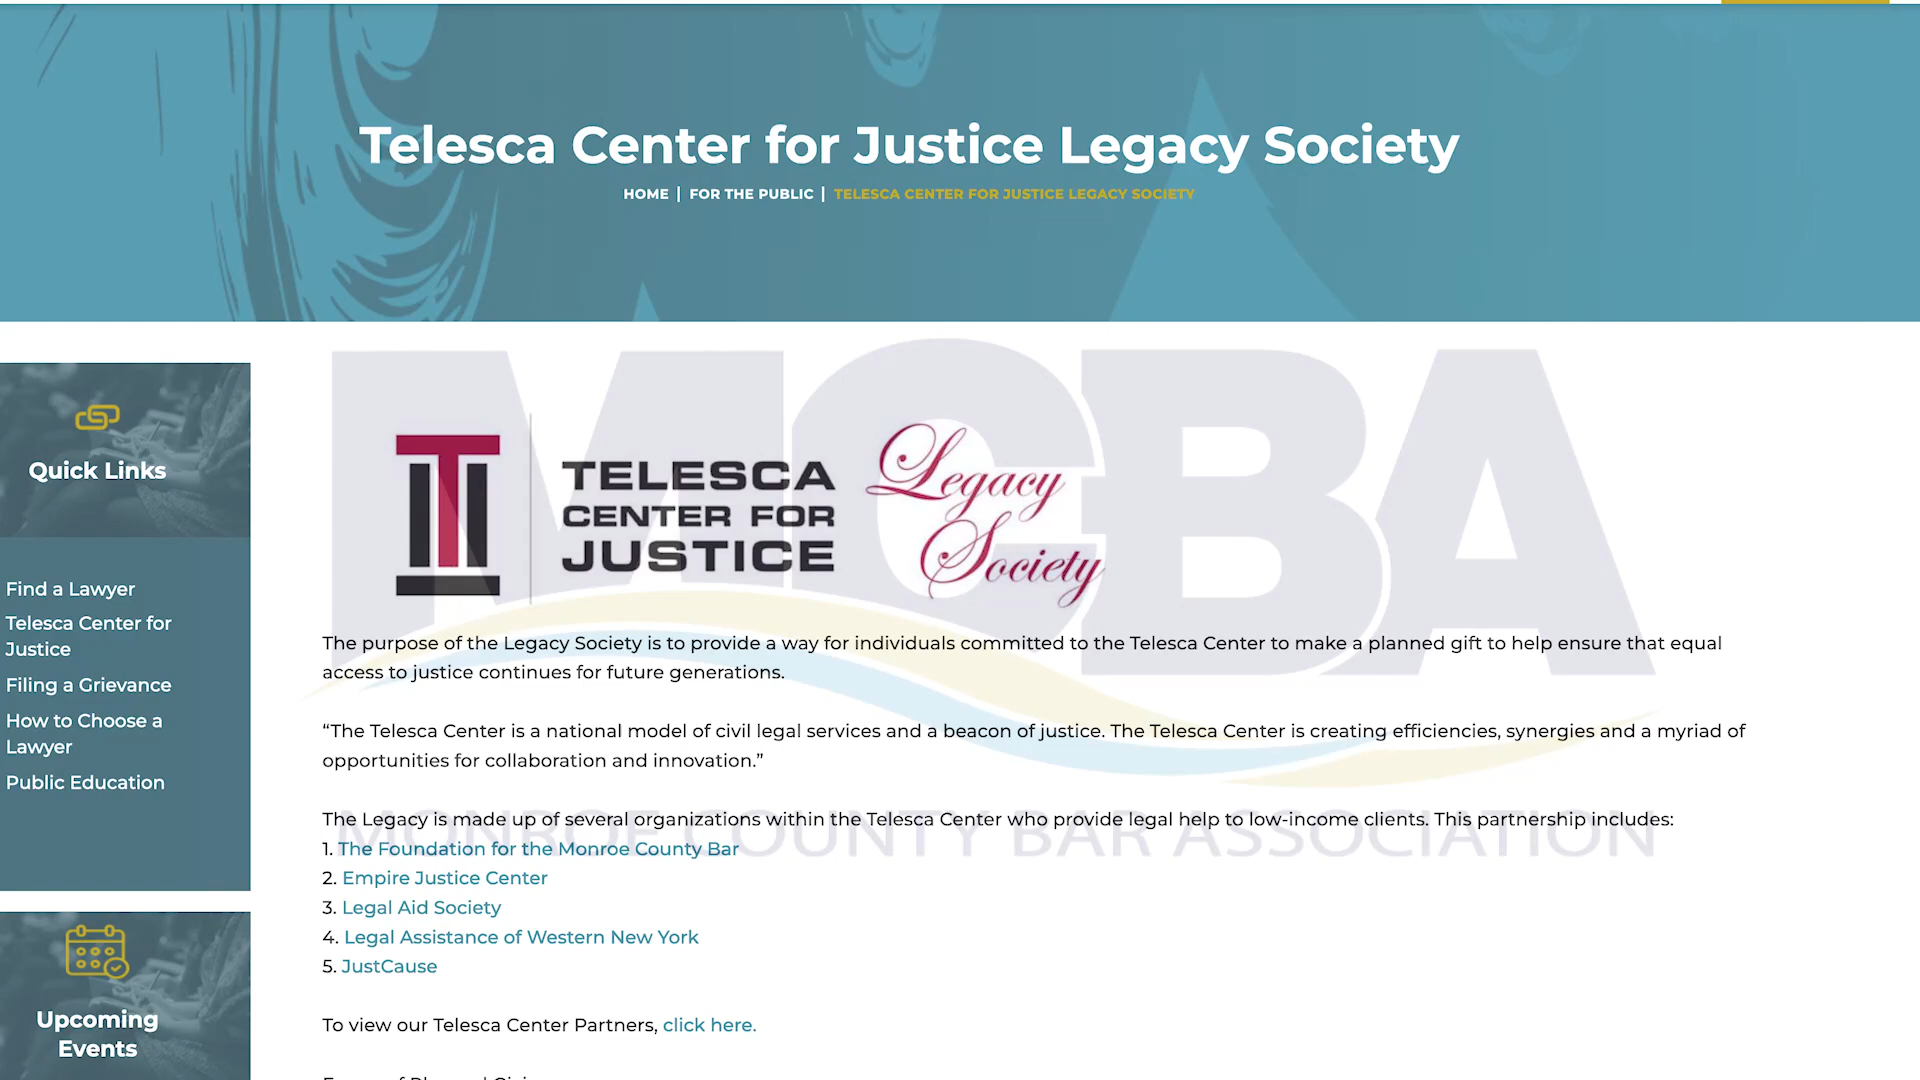 Telesca Center for Justice Legacy Society
HOME | FOR THE PUBLIC | TELESCA CENTER FOR JUSTICE LEGACY SOCIETY
Quick Links
Find a Lawyer
Telesca Center for
Justice
Filing a Grievance
How to Choose a
Lawyer
Public Education
Upcoming
Events
MCBA
MONROE COUNTY BAR ASSOCIATION
TELESCA
CENTER FOR
JUSTICE
Legacy
Society
The purpose of the Legacy Society is to provide a way for individuals committed to the Telesca Center to make a planned gift to help ensure that equal
access to justice continues for future generations.
“The Telesca Center is a national model of civil legal services and a beacon of justice. The Telesca Center is creating efficiencies, synergies and a myriad of
opportunities for collaboration and innovation.”
The Legacy is made up of several organizations within the Telesca Center who provide legal help to low-income clients. This partnership includes:
1. The Foundation for the Monroe County Bar
2. Empire Justice Center
3. Legal Aid Society
4. Legal Assistance of Western New York
5. JustCause
To view our Telesca Center Partners, click here.